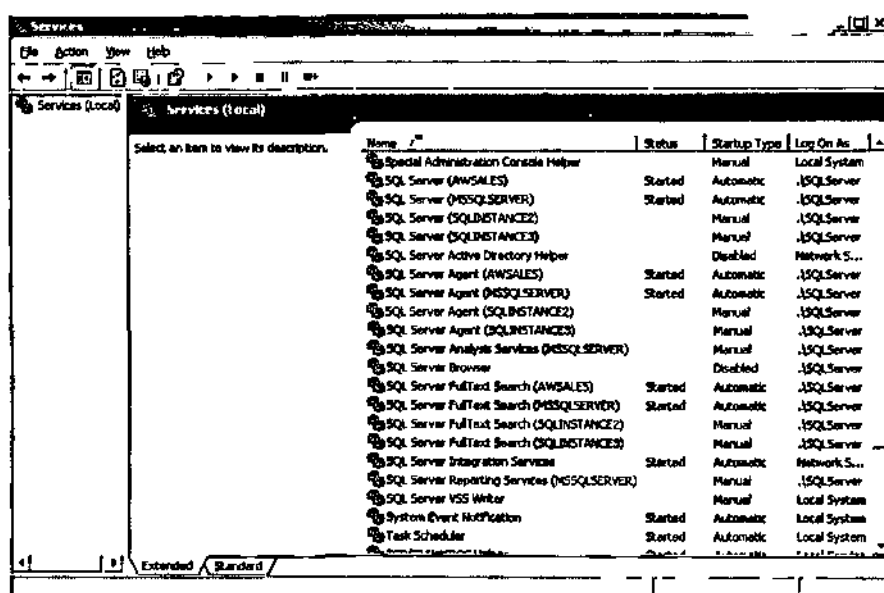 Services
File Action View Help
Services (Local)
Services (Local)
Select an item to view its description.
Name Status Startup Type Log On As
Special Administration Console Helper Manual Local System
SQL Server (AWSALES) Started Automatic .\SQLServer
SQL Server (MSSQLSERVER) Started Automatic .\SQLServer
SQL Server (SQLINSTANCE2) Manual .\SQLServer
SQL Server (SQLINSTANCE3) Manual .\SQLServer
SQL Server Active Directory Helper Disabled Network S...
SQL Server Agent (AWSALES) Started Automatic .\SQLServer
SQL Server Agent (MSSQLSERVER) Started Automatic .\SQLServer
SQL Server Agent (SQLINSTANCE2) Manual .\SQLServer
SQL Server Agent (SQLINSTANCE3) Manual .\SQLServer
SQL Server Analysis Services (MSSQLSERVER) Manual .\SQLServer
SQL Server Browser Disabled .\SQLServer
SQL Server FullText Search (AWSALES) Started Automatic .\SQLServer
SQL Server FullText Search (MSSQLSERVER) Started Automatic .\SQLServer
SQL Server FullText Search (SQLINSTANCE2) Manual .\SQLServer
SQL Server FullText Search (SQLINSTANCE3) Manual .\SQLServer
SQL Server Integration Services Started Automatic Network S...
SQL Server Reporting Services (MSSQLSERVER) Manual .\SQLServer
SQL Server VSS Writer Manual Local System
System Event Notification Started Automatic Local System
Task Scheduler Started Automatic Local System
Extended Standard